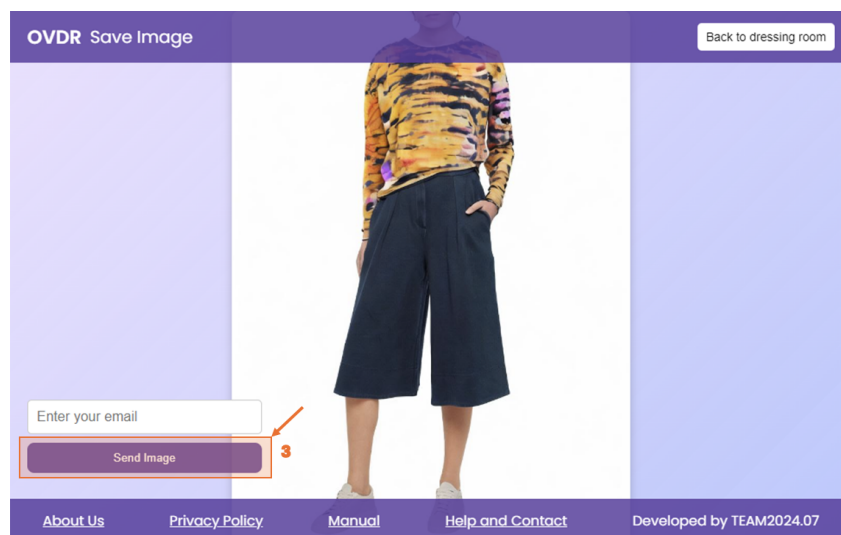 OVDR Save Image
Back to dressing room
Enter your email
Send Image
3
About Us Privacy Policy Manual Help and Contact Developed by TEAM2024.07